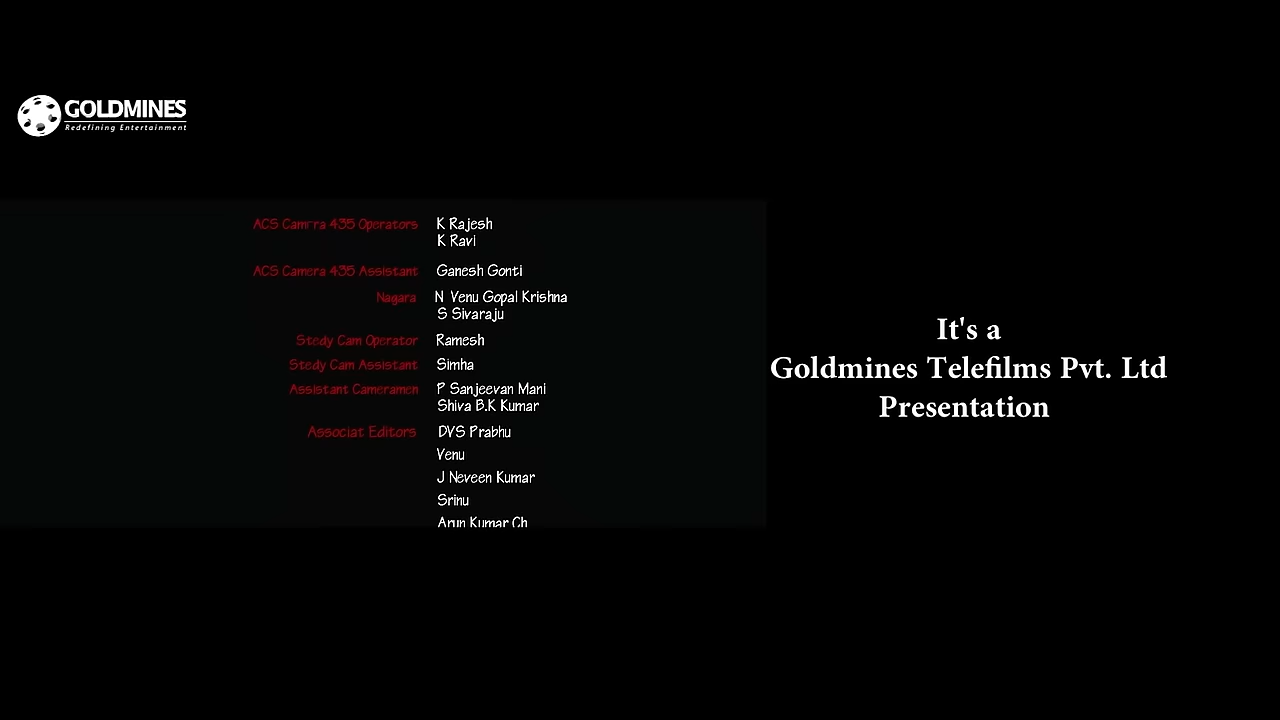 GOLDMINES
Redefining Entertainment
ACS Camera 435 Operators K Rajesh
K Ravi
ACS Camera 435 Assistant Ganesh Gonti
Nagara N Venu Gopal Krishna
S Sivaraju
Stedy Cam Operator Ramesh
Stedy Cam Assistant Simha
Assistant Cameramen P Sanjeevan Mani
Shiva B.K Kumar
Associat Editors DVS Prabhu
Venu
J Neveen Kumar
Srinu
Arun Kumar Ch
It's a
Goldmines Telefilms Pvt. Ltd
Presentation